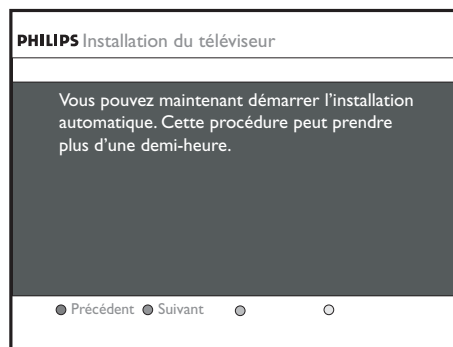 PHILIPS Installation du téléviseur
Vous pouvez maintenant démarrer l'installation
automatique. Cette procédure peut prendre
plus d'une demi-heure.
Précédent Suivant